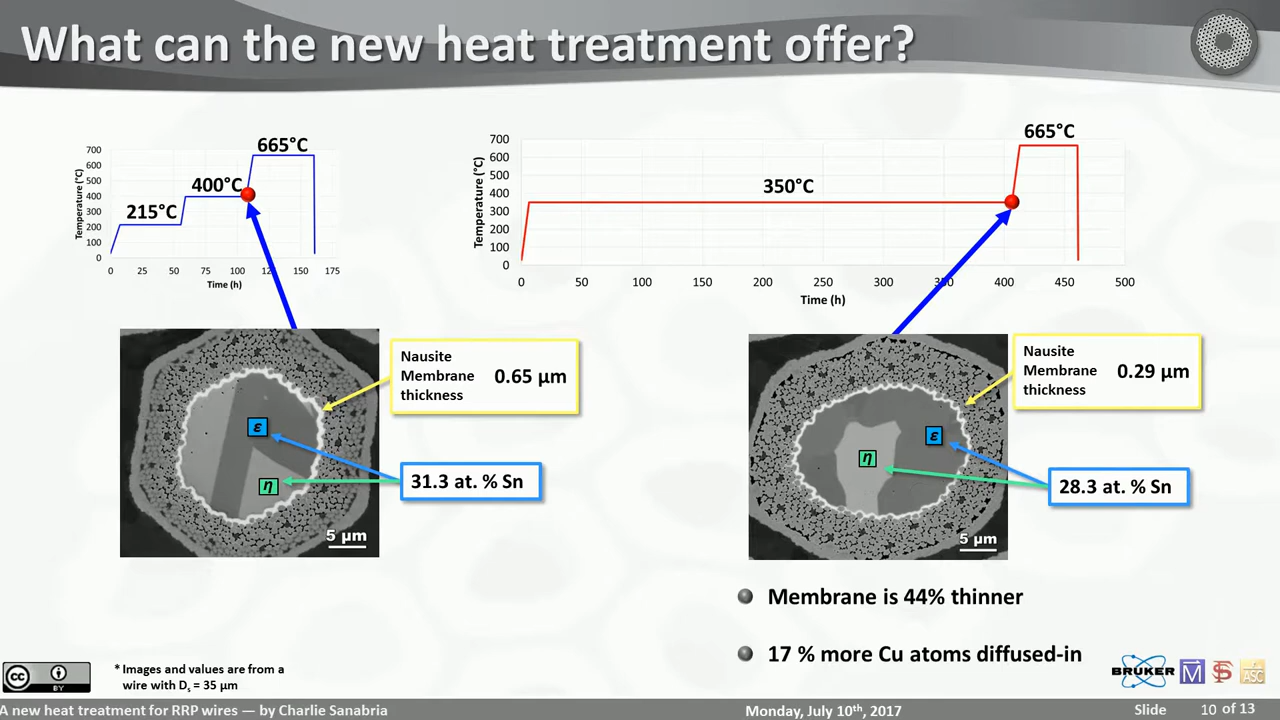 What can the new heat treatment offer?
700
600
500
400
300
200
100
0
Temperature (°C)
215°C
400°C
665°C
0 25 50 75 100 150 175
Time (h)
700
600
500
400
300
200
100
0
Temperature (°C)
350°C
665°C
0 50 100 150 200 250 300 350 400 450 500
Time (h)
Nausite
Membrane
thickness
0.65 µm
ε
η
31.3 at. % Sn
5 µm
Nausite
Membrane
thickness
0.29 µm
ε
η
28.3 at. % Sn
5 µm
Membrane is 44% thinner
17 % more Cu atoms diffused-in
* Images and values are from a
wire with Ds = 35 µm
cc
BY
BRUKER
ASC
A new heat treatment for RRP wires — by Charlie Sanabria
Monday, July 10th, 2017
Slide 10 of 13